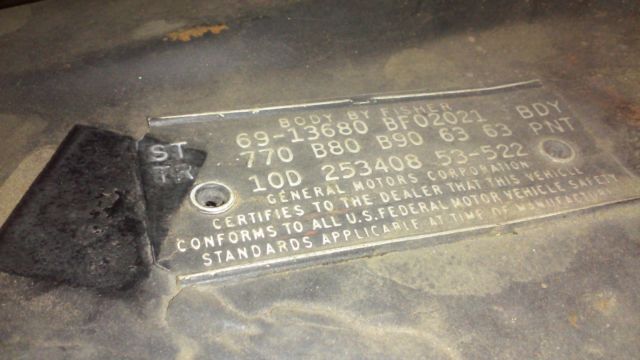 BODY BY FISHER
ST 69-13680 BF02021 BDY
TR 770 B80 B90 63 63 PNT
10D 253408 53-522
GENERAL MOTORS CORPORATION
CERTIFIES TO THE DEALER THAT THIS VEHICLE
CONFORMS TO ALL U.S. FEDERAL MOTOR VEHICLE SAFETY
STANDARDS APPLICABLE AT TIME OF MANUFACTURE